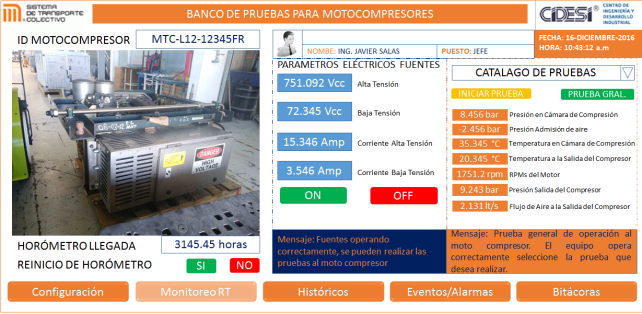 SISTEMA
DE TRANSPORTE
COLECTIVO
BANCO DE PRUEBAS PARA MOTOCOMPRESORES
CIDESI
CENTRO DE
INGENIERÍA Y
DESARROLLO
INDUSTRIAL
ID MOTOCOMPRESOR
MTC-L12-12345FR
NOMBRE: ING. JAVIER SALAS
PUESTO: JEFE
FECHA: 16-DICIEMBRE-2016
HORA: 10:43:12 a.m
DANGER
HIGH
VOLTAGE
HORÓMETRO LLEGADA
3145.45 horas
REINICIO DE HORÓMETRO
SI
NO
PARAMETROS ELÉCTRICOS FUENTES
751.092 Vcc
Alta Tensión
72.345 Vcc
Baja Tensión
15.346 Amp
Corriente Alta Tensión
3.546 Amp
Corriente Baja Tensión
ON
OFF
Mensaje: Fuentes operando
correctamente, se pueden realizar las
pruebas al moto compresor
CATALAGO DE PRUEBAS
INICIAR PRUEBA
PRUEBA GRAL.
8.456 bar
Presión en Cámara de Compresión
-2.456 bar
Presión Admisión de aire
35.345 °C
Temperatura en Cámara de Compresión
20.345 °C
Temperatura a la Salida del Compresor
1751.2 rpm
RPMs del Motor
9.243 bar
Presión Salida del Compresor
2,131 lt/s
Flujo de Aire a la Salida del Compresor
Mensaje: Prueba general de operación al
moto compresor. El equipo opera
correctamente seleccione la prueba que
desea realizar.
Configuración
Monitoreo RT
Históricos
Eventos/Alarmas
Bitácoras